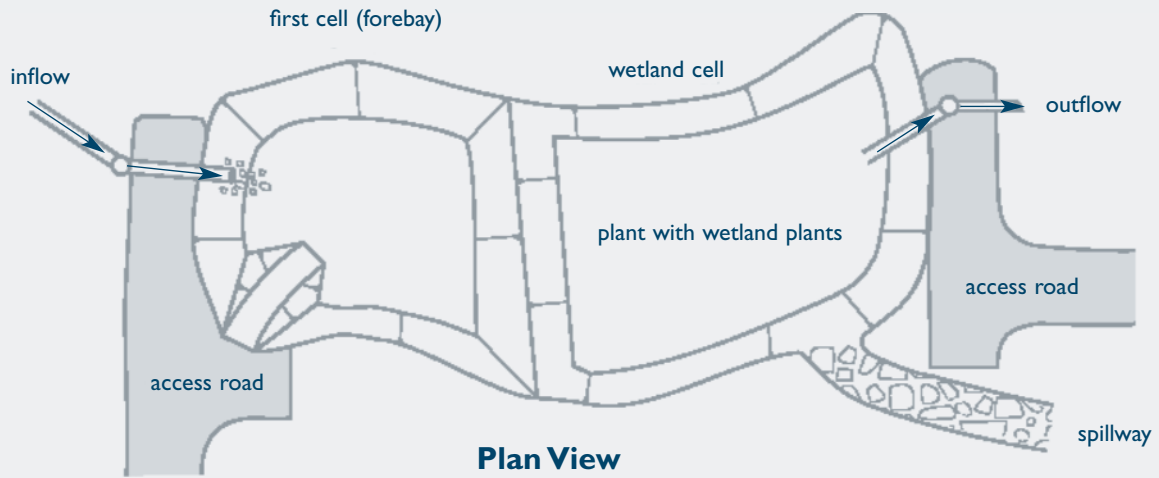 first cell (forebay)
inflow
wetland cell
outflow
plant with wetland plants
access road
access road
spillway
Plan View